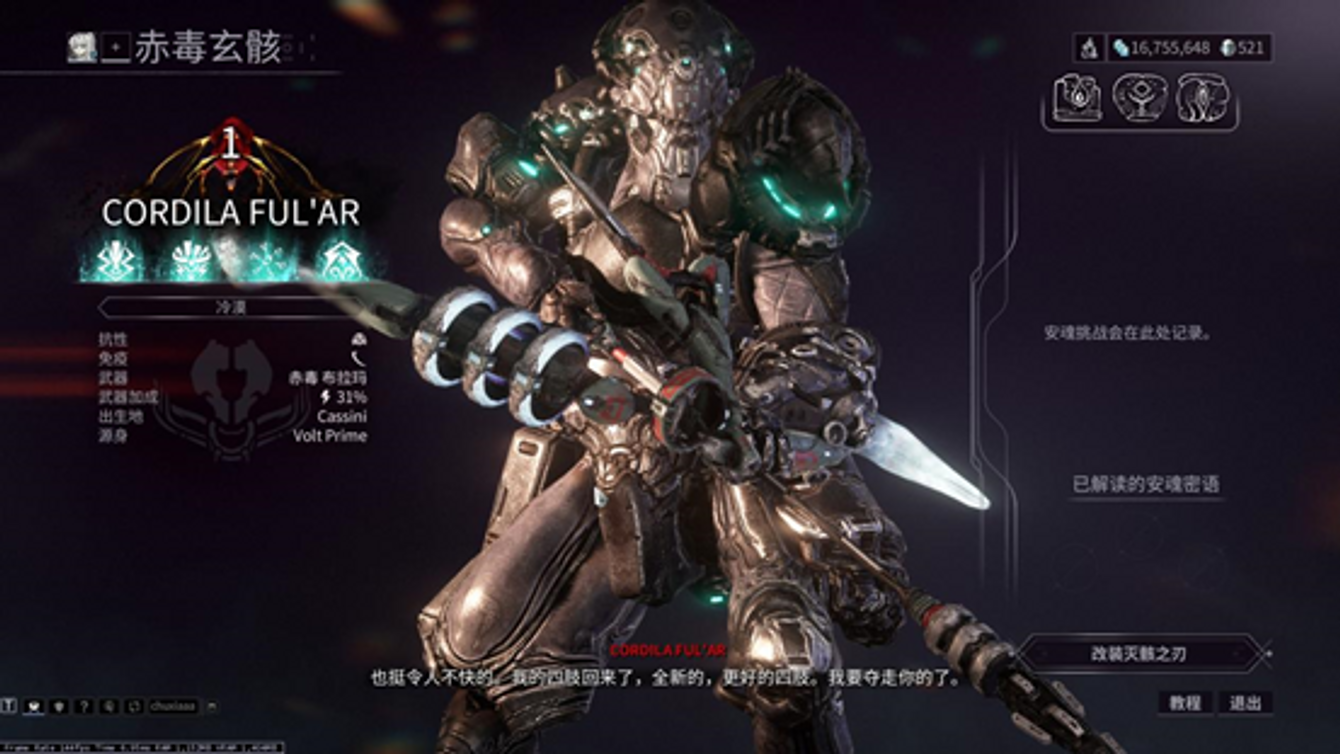 赤毒玄骸
16,755,648 521
1
CORDILA FUL'AR
冷漠
抗性
免疫
武器 赤毒 布拉玛
武器加成 31%
出生地 Cassini
源身 Volt Prime
安魂挑战会在此处记录。
已解读的安魂密语
改装灭骸之刃
CORDILA FUL'AR
也挺令人不快的。我的四肢回来了，全新的，更好的四肢。我要夺走你的了。
教程 退出
T ? chuxiaaa